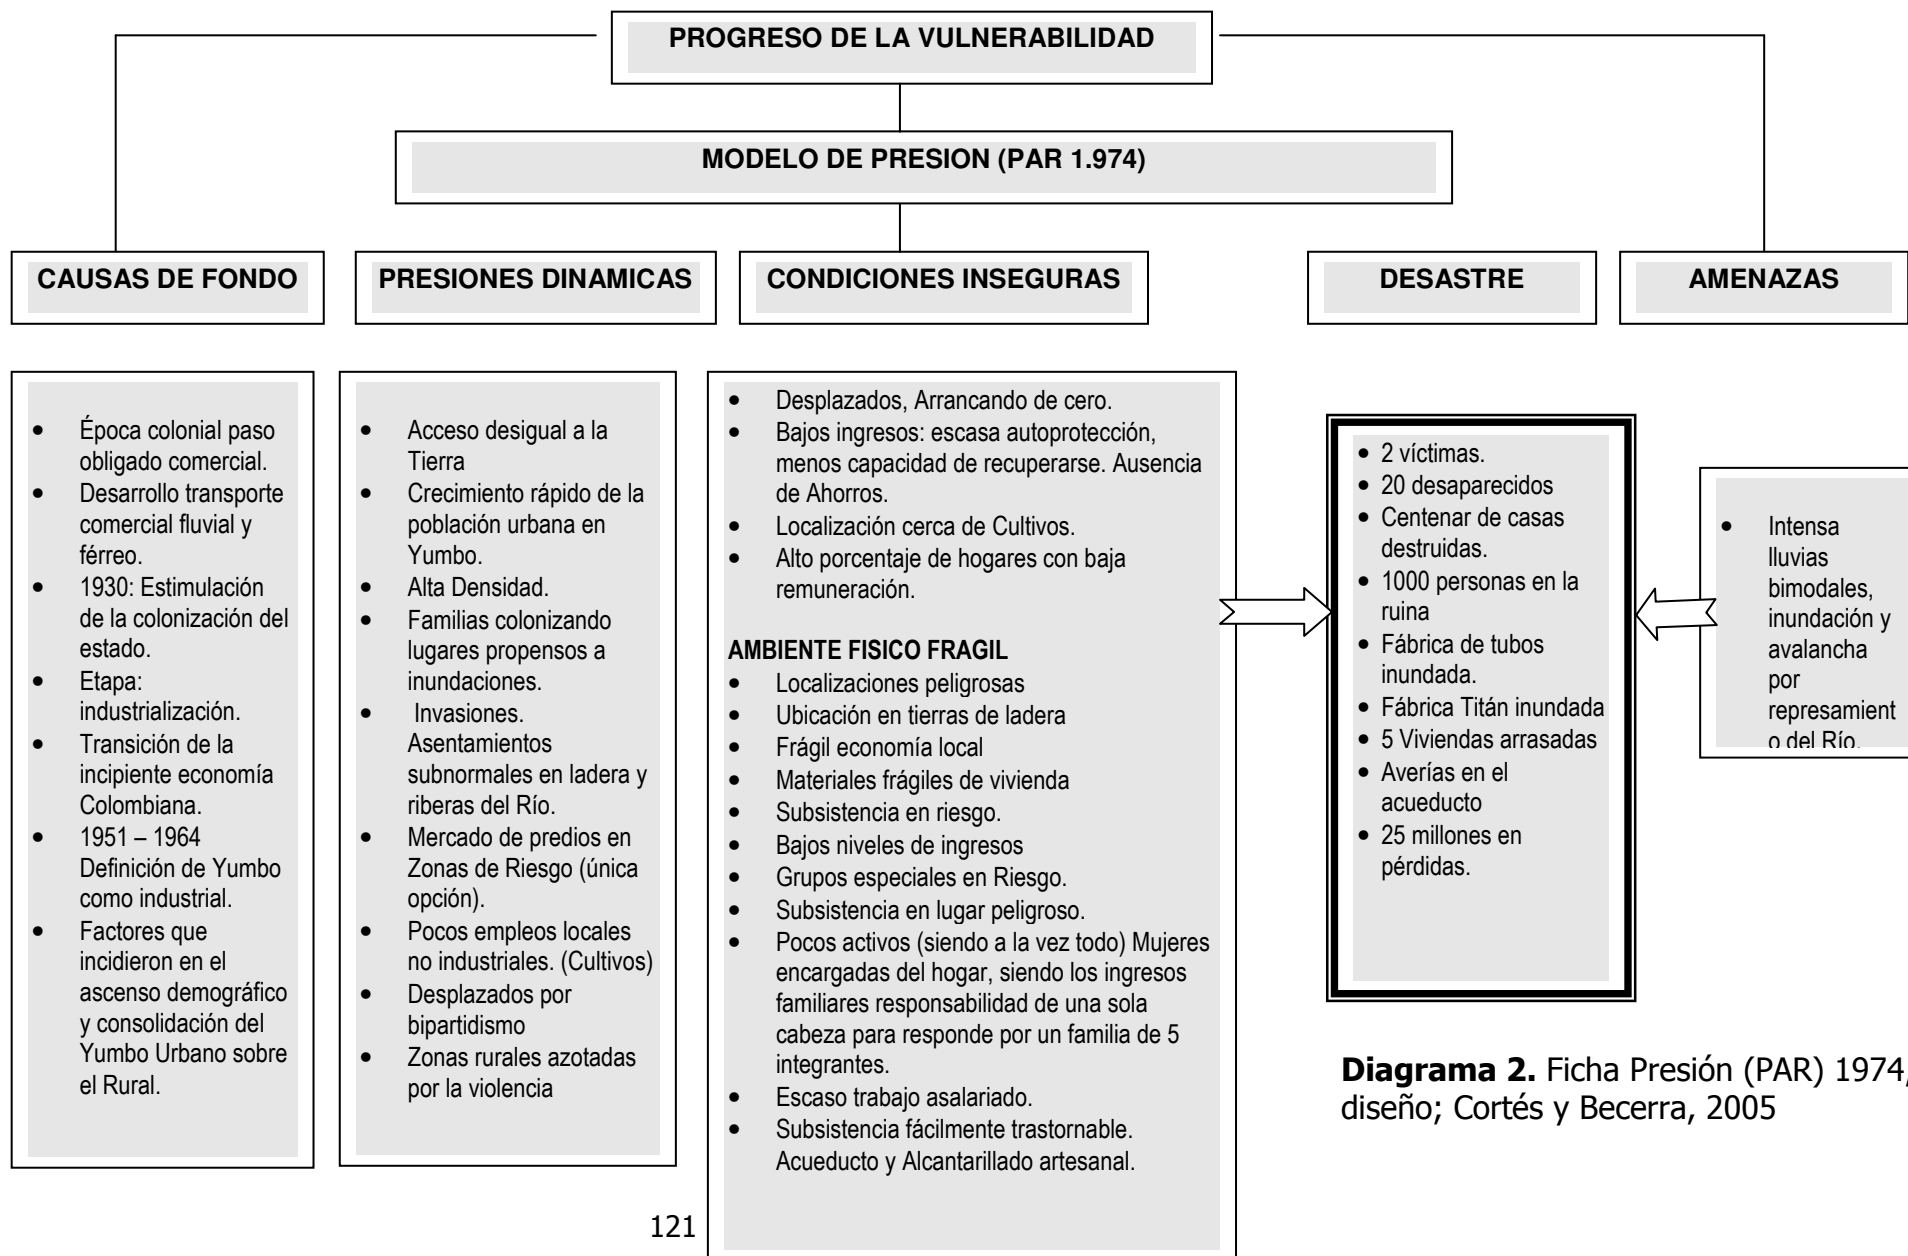 PROGRESO DE LA VULNERABILIDAD
MODELO DE PRESION (PAR 1.974)
CAUSAS DE FONDO
PRESIONES DINAMICAS
CONDICIONES INSEGURAS
DESASTRE
AMENAZAS
• Época colonial paso
obligado comercial.
• Desarrollo transporte
comercial fluvial y
férreo.
• 1930: Estimulación
de la colonización del
estado.
• Etapa:
industrialización.
• Transición de la
incipiente economía
Colombiana.
• 1951 – 1964
Definición de Yumbo
como industrial.
• Factores que
incidieron en el
ascenso demográfico
y consolidación del
Yumbo Urbano sobre
el Rural.
• Acceso desigual a la
Tierra
• Crecimiento rápido de la
población urbana en
Yumbo.
• Alta Densidad.
• Familias colonizando
lugares propensos a
inundaciones.
• Invasiones.
Asentamientos
subnormales en ladera y
riberas del Río.
• Mercado de predios en
Zonas de Riesgo (única
opción).
• Pocos empleos locales
no industriales. (Cultivos)
• Desplazados por
bipartidismo
• Zonas rurales azotadas
por la violencia
• Desplazados, Arrancando de cero.
• Bajos ingresos: escasa autoprotección,
menos capacidad de recuperarse. Ausencia
de Ahorros.
• Localización cerca de Cultivos.
• Alto porcentaje de hogares con baja
remuneración.
AMBIENTE FISICO FRAGIL
• Localizaciones peligrosas
• Ubicación en tierras de ladera
• Frágil economía local
• Materiales frágiles de vivienda
• Subsistencia en riesgo.
• Bajos niveles de ingresos
• Grupos especiales en Riesgo.
• Subsistencia en lugar peligroso.
• Pocos activos (siendo a la vez todo) Mujeres
encargadas del hogar, siendo los ingresos
familiares responsabilidad de una sola
cabeza para responde por un familia de 5
integrantes.
• Escaso trabajo asalariado.
• Subsistencia fácilmente trastornable.
Acueducto y Alcantarillado artesanal.
• 2 víctimas.
• 20 desaparecidos
• Centenar de casas
destruidas.
• 1000 personas en la
ruina
• Fábrica de tubos
inundada.
• Fábrica Titán inundada
• 5 Viviendas arrasadas
• Averías en el
acueducto
• 25 millones en
pérdidas.
• Intensa
lluvias
bimodales,
inundación y
avalancha
por
represamient
o del Río.
Diagrama 2. Ficha Presión (PAR) 1974,
diseño; Cortés y Becerra, 2005
121